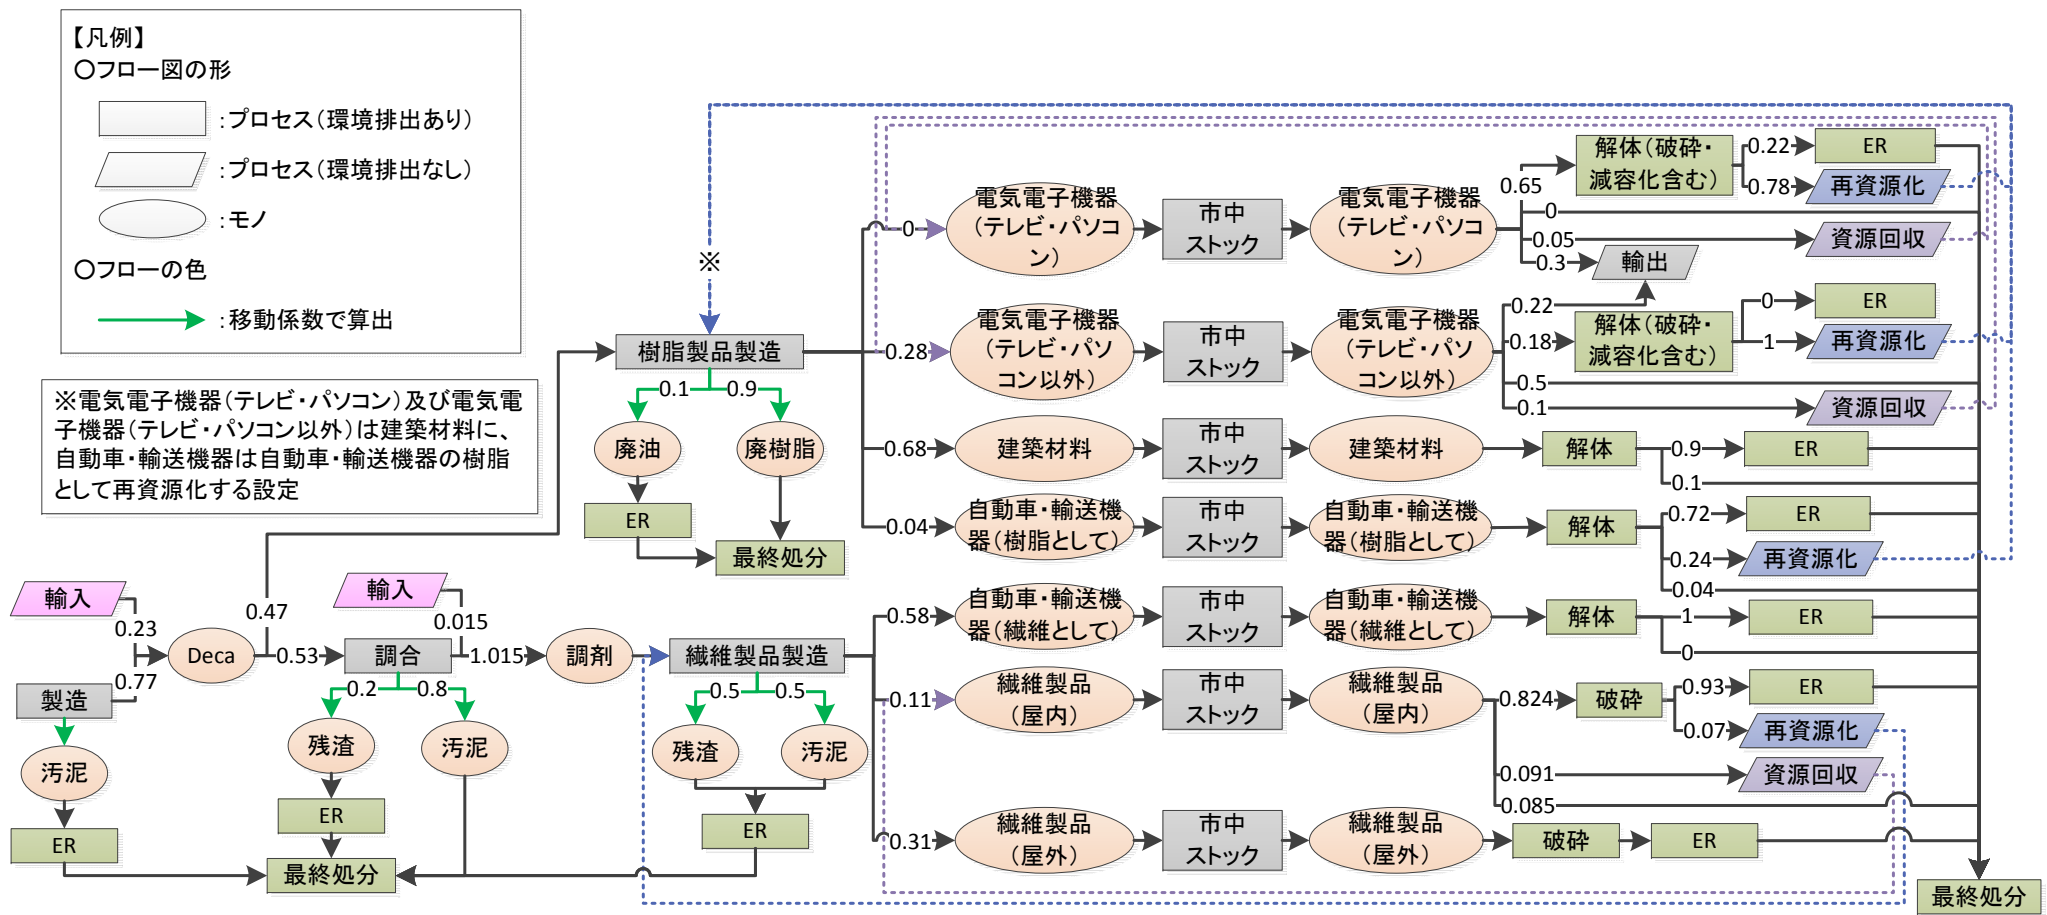 【凡例】
〇フロー図の形
：プロセス（環境排出あり）
：プロセス（環境排出なし）
：モノ
〇フローの色
：移動係数で算出
※電気電子機器（テレビ・パソコン）及び電気電
子機器（テレビ・パソコン以外）は建築材料に、
自動車・輸送機器は自動車・輸送機器の樹脂
として再資源化する設定
輸入
0.23
0.77
製造
汚泥
ER
Deca
0.47
0.53
輸入
0.015
調合
1.015
0.2
0.8
残渣
汚泥
ER
最終処分
調剤
※
樹脂製品製造
0.1
0.9
廃油
廃樹脂
ER
最終処分
繊維製品製造
0.5
0.5
残渣
汚泥
ER
0
電気電子機器
（テレビ・パソコ
ン）
市中
ストック
電気電子機器
（テレビ・パソコ
ン）
0.65
0
0.05
0.3
解体（破砕・
減容化含む）
0.22
ER
0.78
再資源化
資源回収
輸出
0.28
電気電子機器
（テレビ・パソ
コン以外）
市中
ストック
電気電子機器
（テレビ・パソ
コン以外）
0.22
0.18
0.5
0.1
解体（破砕・
減容化含む）
0
ER
1
再資源化
資源回収
0.68
建築材料
市中
ストック
建築材料
解体
0.9
ER
0.1
0.04
自動車・輸送機
器（樹脂として）
市中
ストック
自動車・輸送機
器（樹脂として）
解体
0.72
ER
0.24
再資源化
0.04
0.58
自動車・輸送機
器（繊維として）
市中
ストック
自動車・輸送機
器（繊維として）
解体
1
ER
0
0.11
繊維製品
（屋内）
市中
ストック
繊維製品
（屋内）
0.824
破砕
0.93
ER
0.07
再資源化
0.091
資源回収
0.085
0.31
繊維製品
（屋外）
市中
ストック
繊維製品
（屋外）
破砕
ER
最終処分